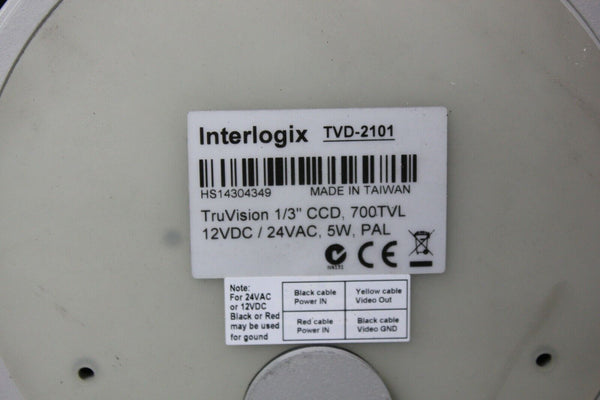 Interlogix TVD-2101
HS14304349 MADE IN TAIWAN
TruVision 1/3" CCD, 700TVL
12VDC / 24VAC, 5W, PAL
CE
Note:
For 24VAC
or 12VDC
Black or Red
may be used
for gound
Black cable
Power IN
Yellow cable
Video Out
Red cable
Power IN
Black cable
Video GND